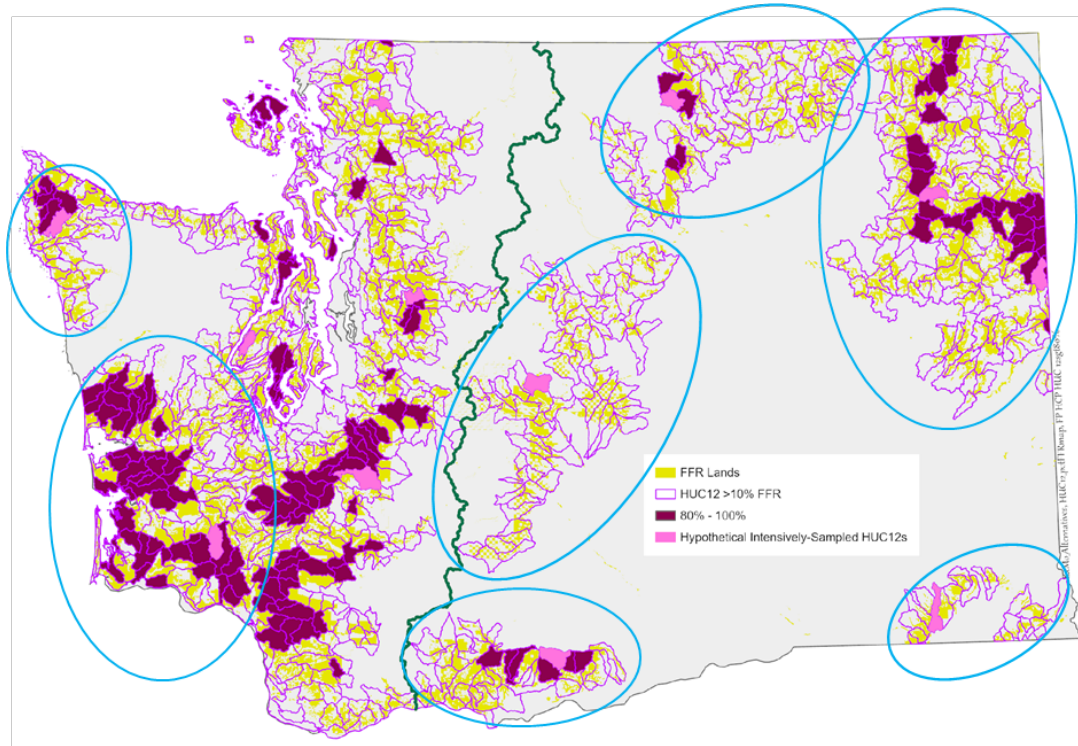 FFR Lands
HUC12 >10% FFR
80% - 100%
Hypothetical Intensively-Sampled HUC12s